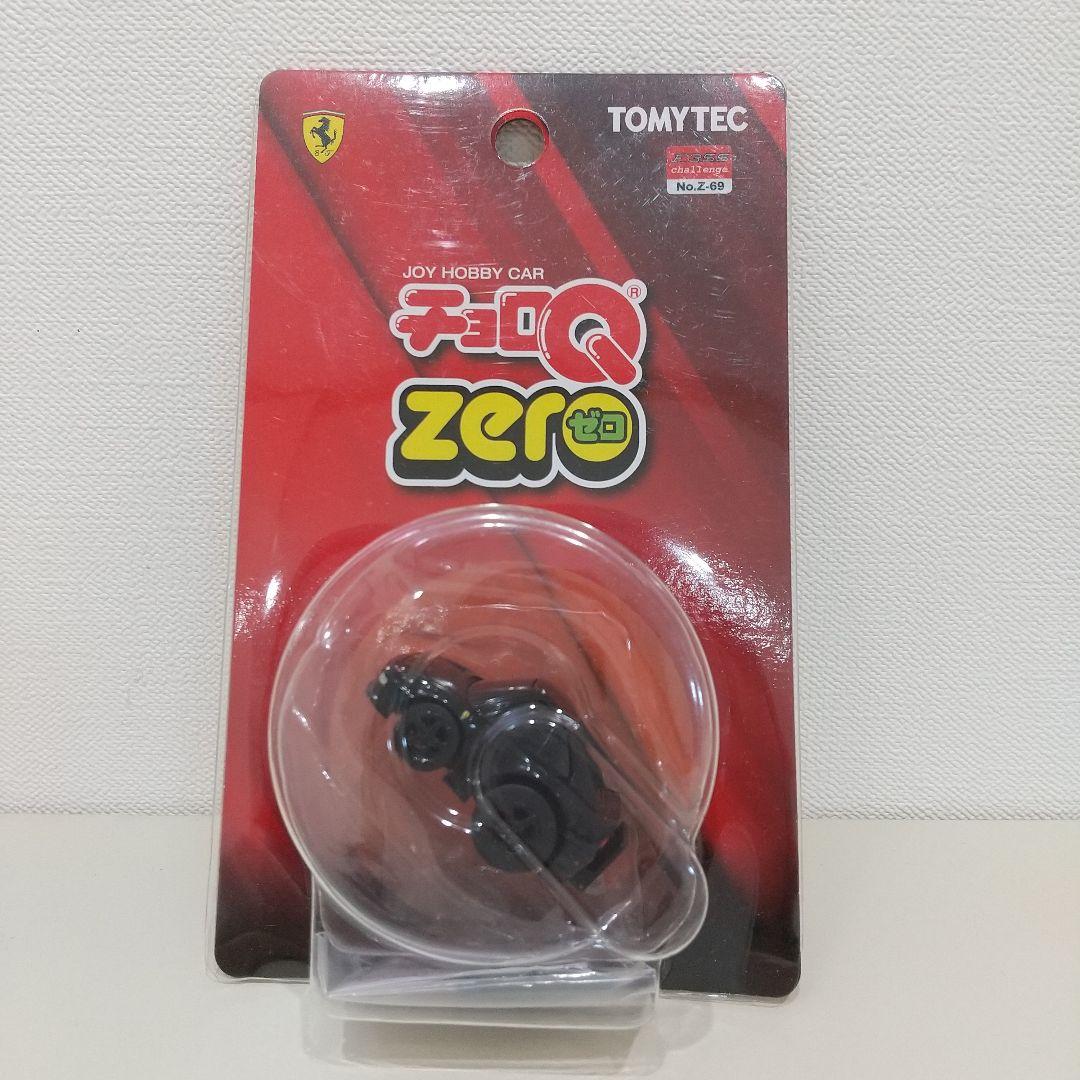 TOMYTEC
challenge
No.Z-69
S F
JOY HOBBY CAR
チョロQ®
zero
ゼロ